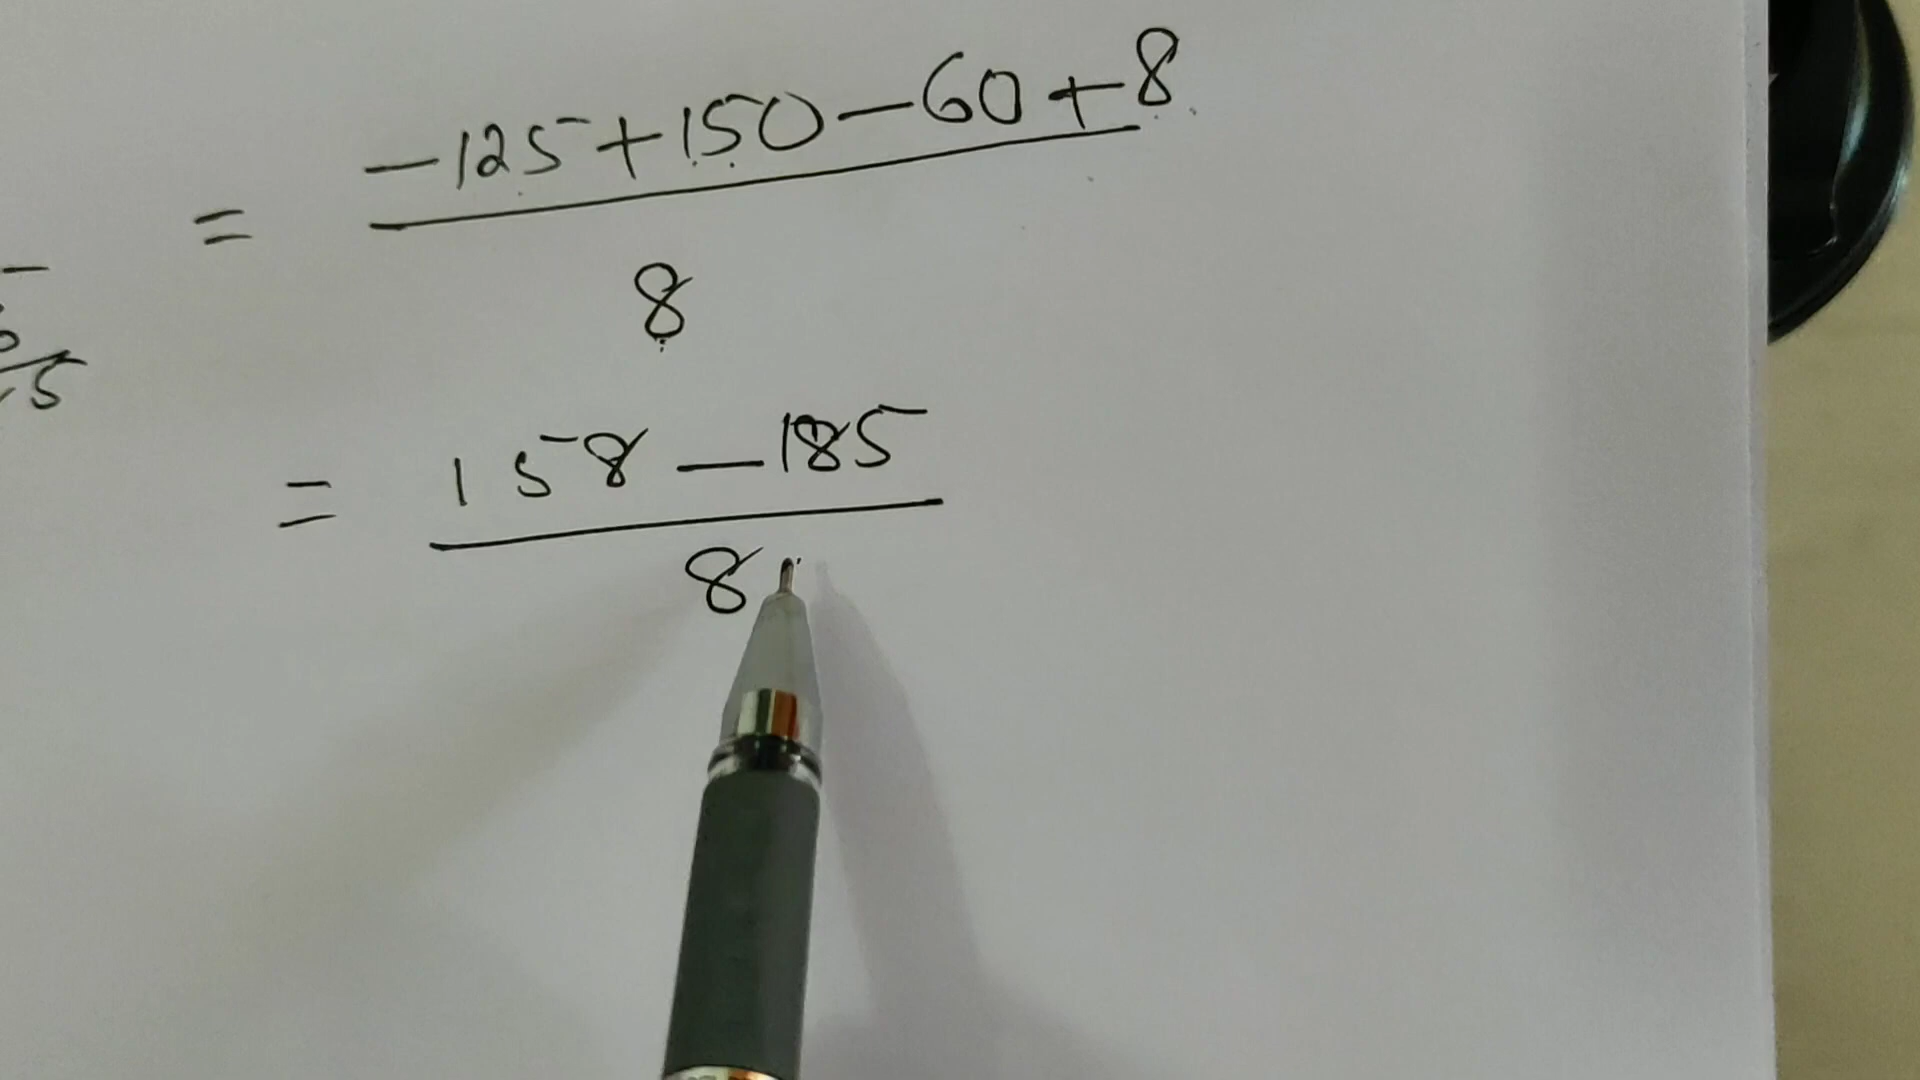 = -125+150-60+8
8
= 158-185
8